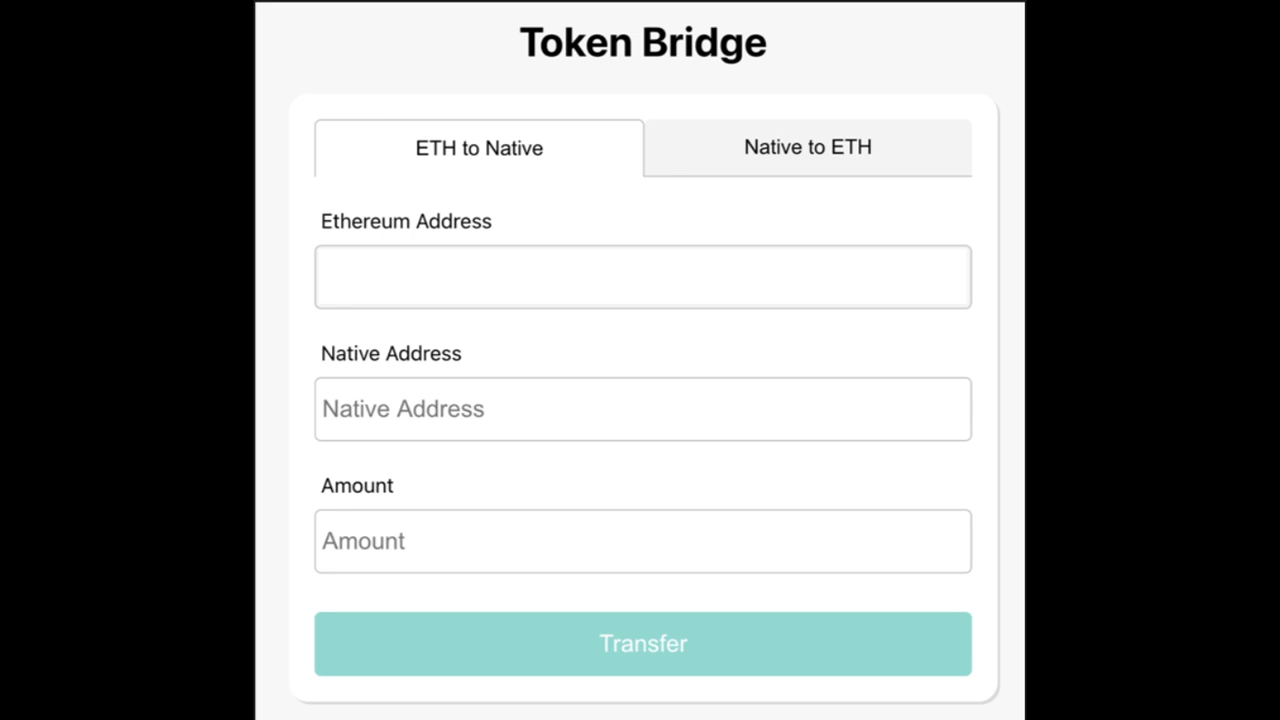 Token Bridge
ETH to Native
Native to ETH
Ethereum Address
Native Address
Native Address
Amount
Amount
Transfer